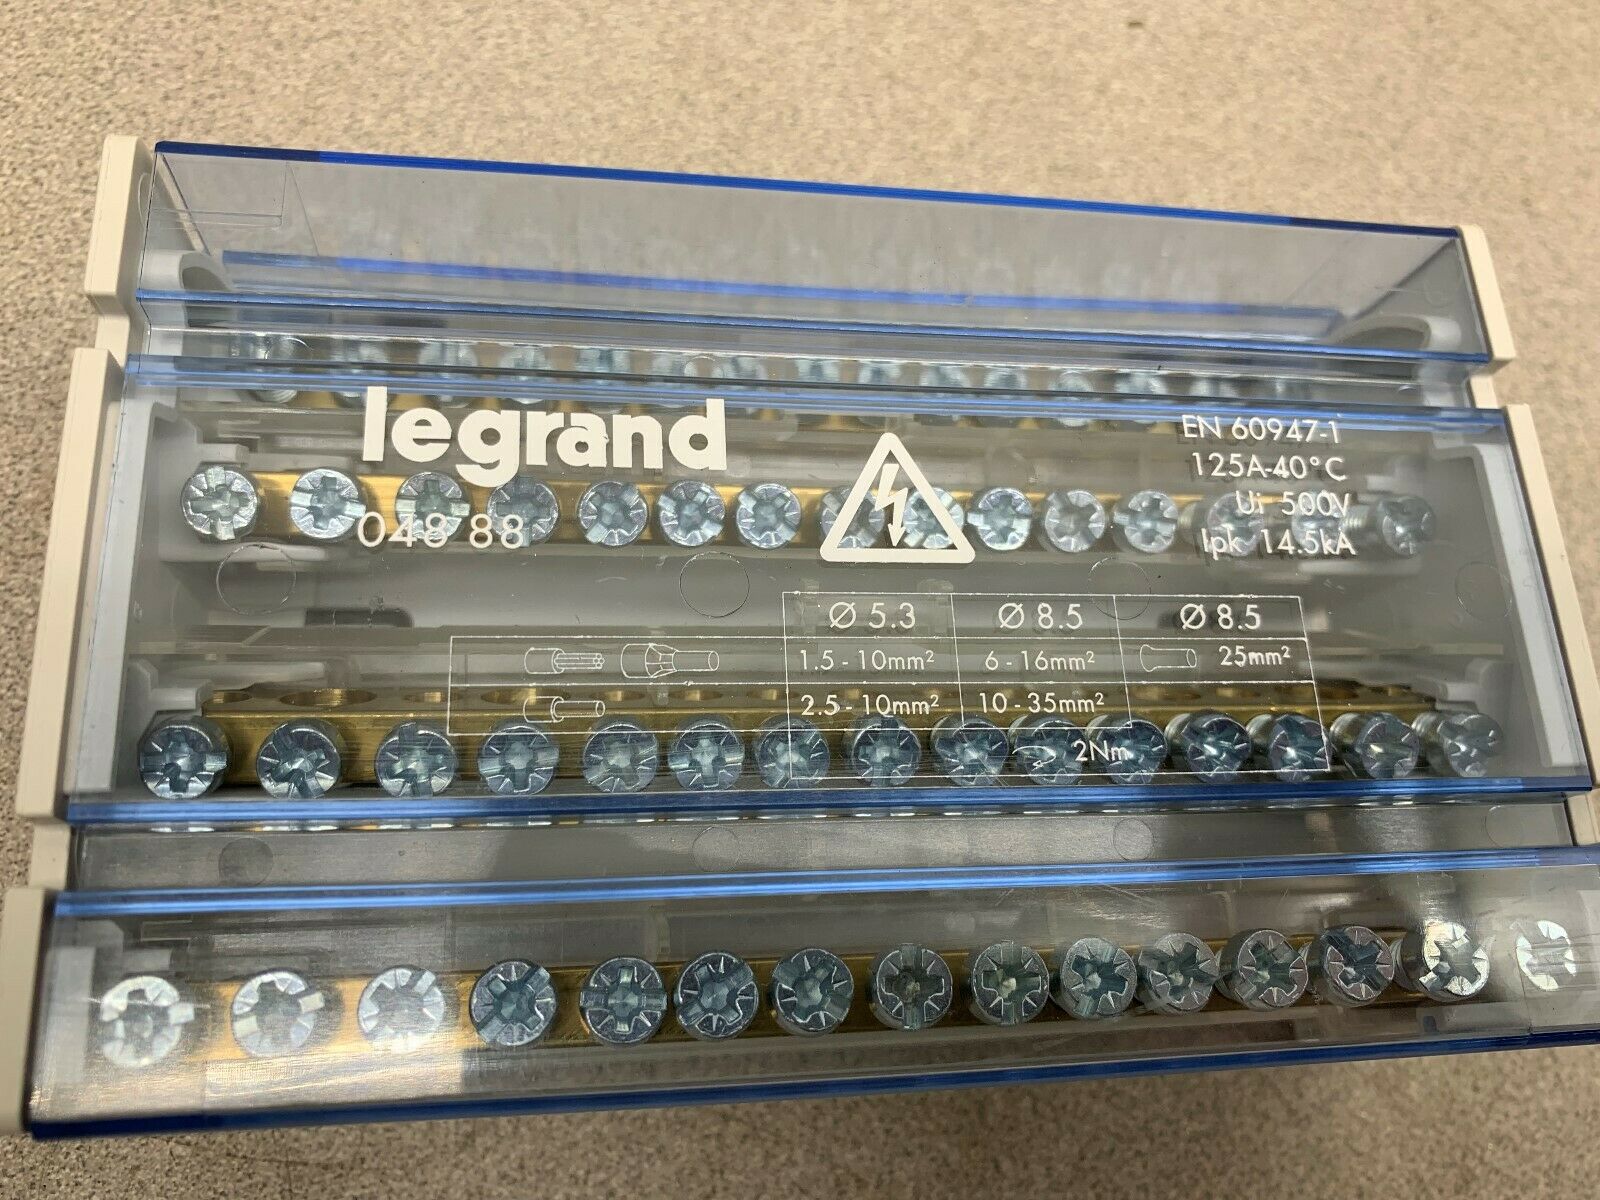 legrand
048 88
EN 60947-1
125A-40°C
Ui 500V
Ipk 14.5kA
Ø 5.3 Ø 8.5 Ø 8.5
1.5 - 10mm² 6 - 16mm² 25mm²
2.5 - 10mm² 10 - 35mm²
2Nm